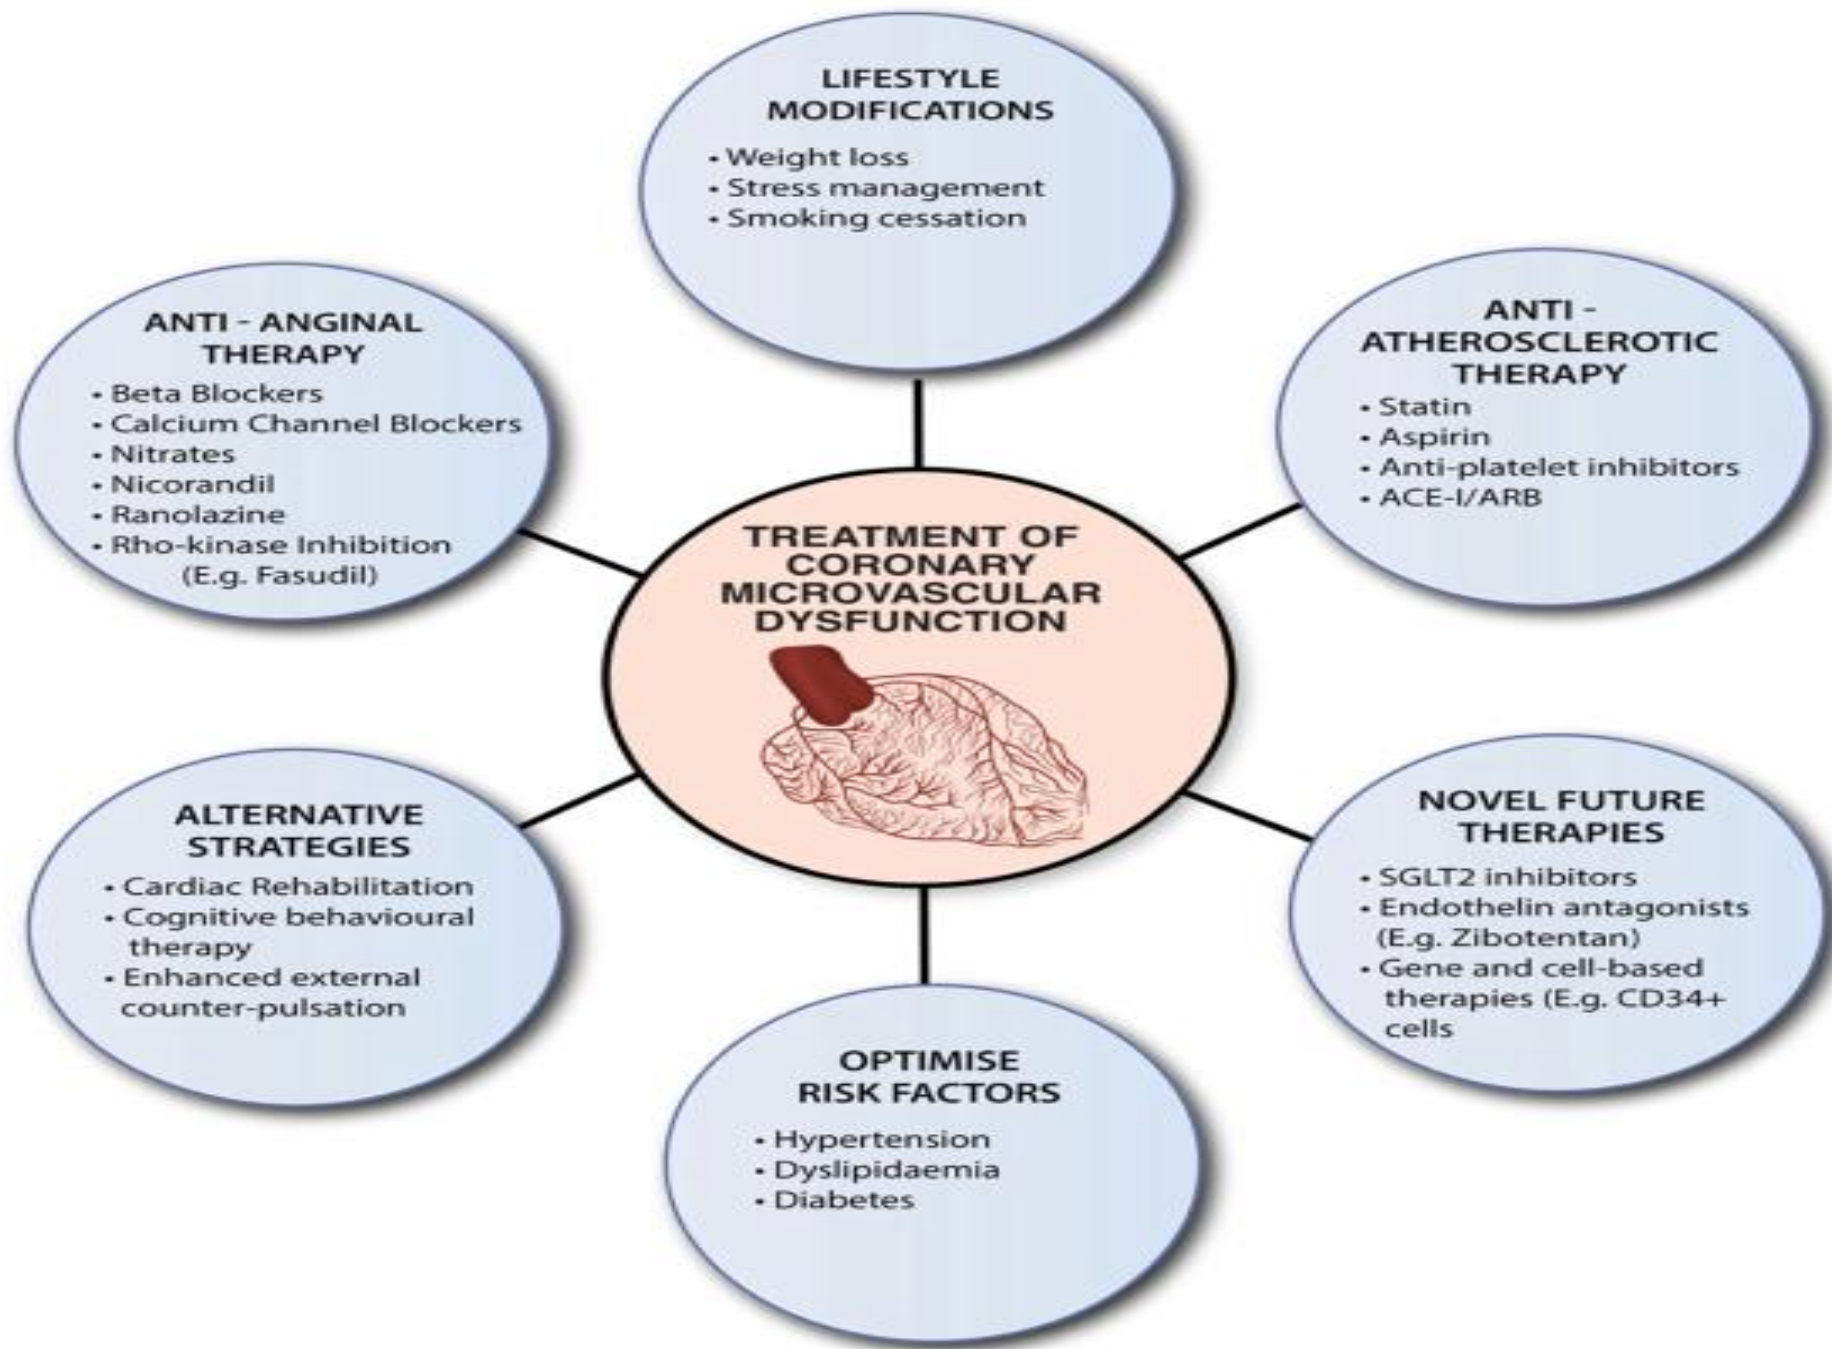 LIFESTYLE
MODIFICATIONS
• Weight loss
• Stress management
• Smoking cessation
ANTI - ANGINAL
THERAPY
• Beta Blockers
• Calcium Channel Blockers
• Nitrates
• Nicorandil
• Ranolazine
• Rho-kinase Inhibition
(E.g. Fasudil)
ANTI -
ATHEROSCLEROTIC
THERAPY
• Statin
• Aspirin
• Anti-platelet inhibitors
• ACE-I/ARB
TREATMENT OF
CORONARY
MICROVASCULAR
DYSFUNCTION
ALTERNATIVE
STRATEGIES
• Cardiac Rehabilitation
• Cognitive behavioural
therapy
• Enhanced external
counter-pulsation
NOVEL FUTURE
THERAPIES
• SGLT2 inhibitors
• Endothelin antagonists
(E.g. Zibotentan)
• Gene and cell-based
therapies (E.g. CD34+
cells
OPTIMISE
RISK FACTORS
• Hypertension
• Dyslipidaemia
• Diabetes